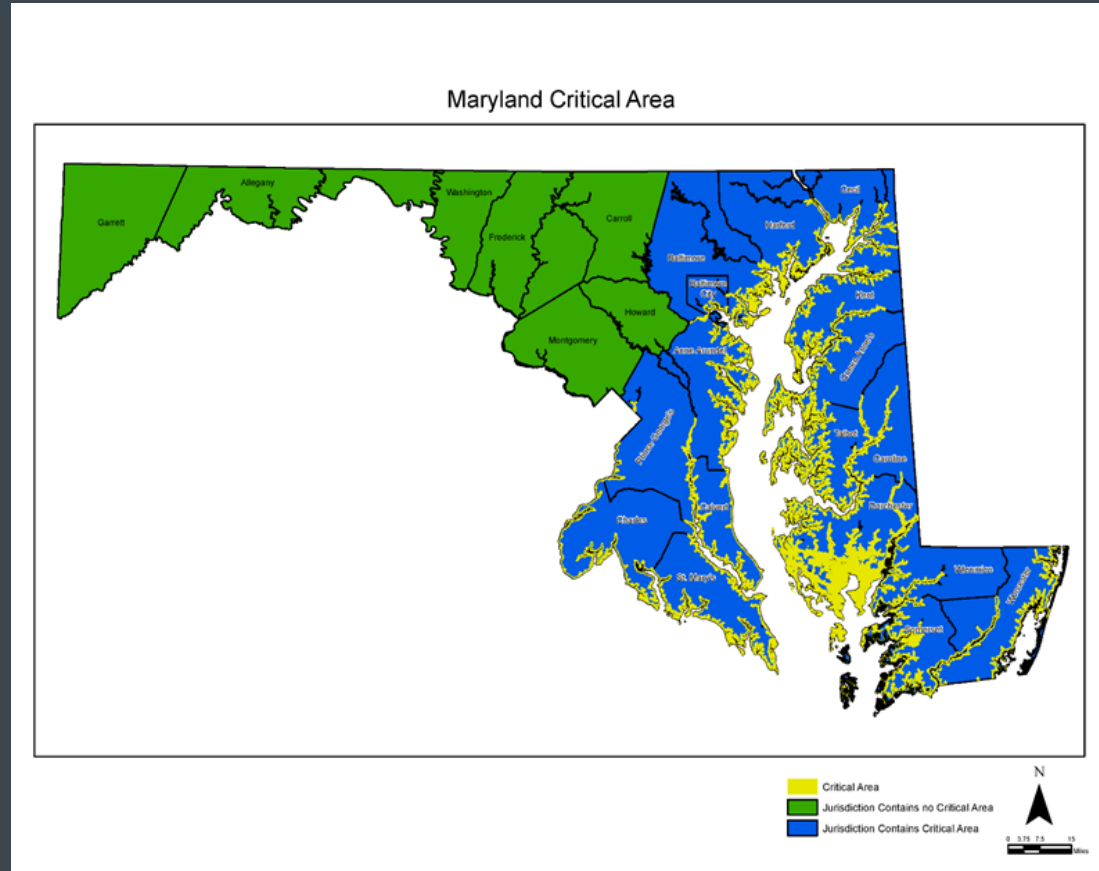 Maryland Critical Area
Garrett
Allegany
Washington
Frederick
Carroll
Baltimore
Harford
Cecil
Baltimore
City
Kent
Howard
Montgomery
Anne Arundel
Queen Anne's
Prince George's
Talbot
Caroline
Dorchester
Calvert
Charles
St. Mary's
Wicomico
Worcester
Somerset
Critical Area
Jurisdiction Contains no Critical Area
Jurisdiction Contains Critical Area
N
0 3.75 7.5 15
Miles